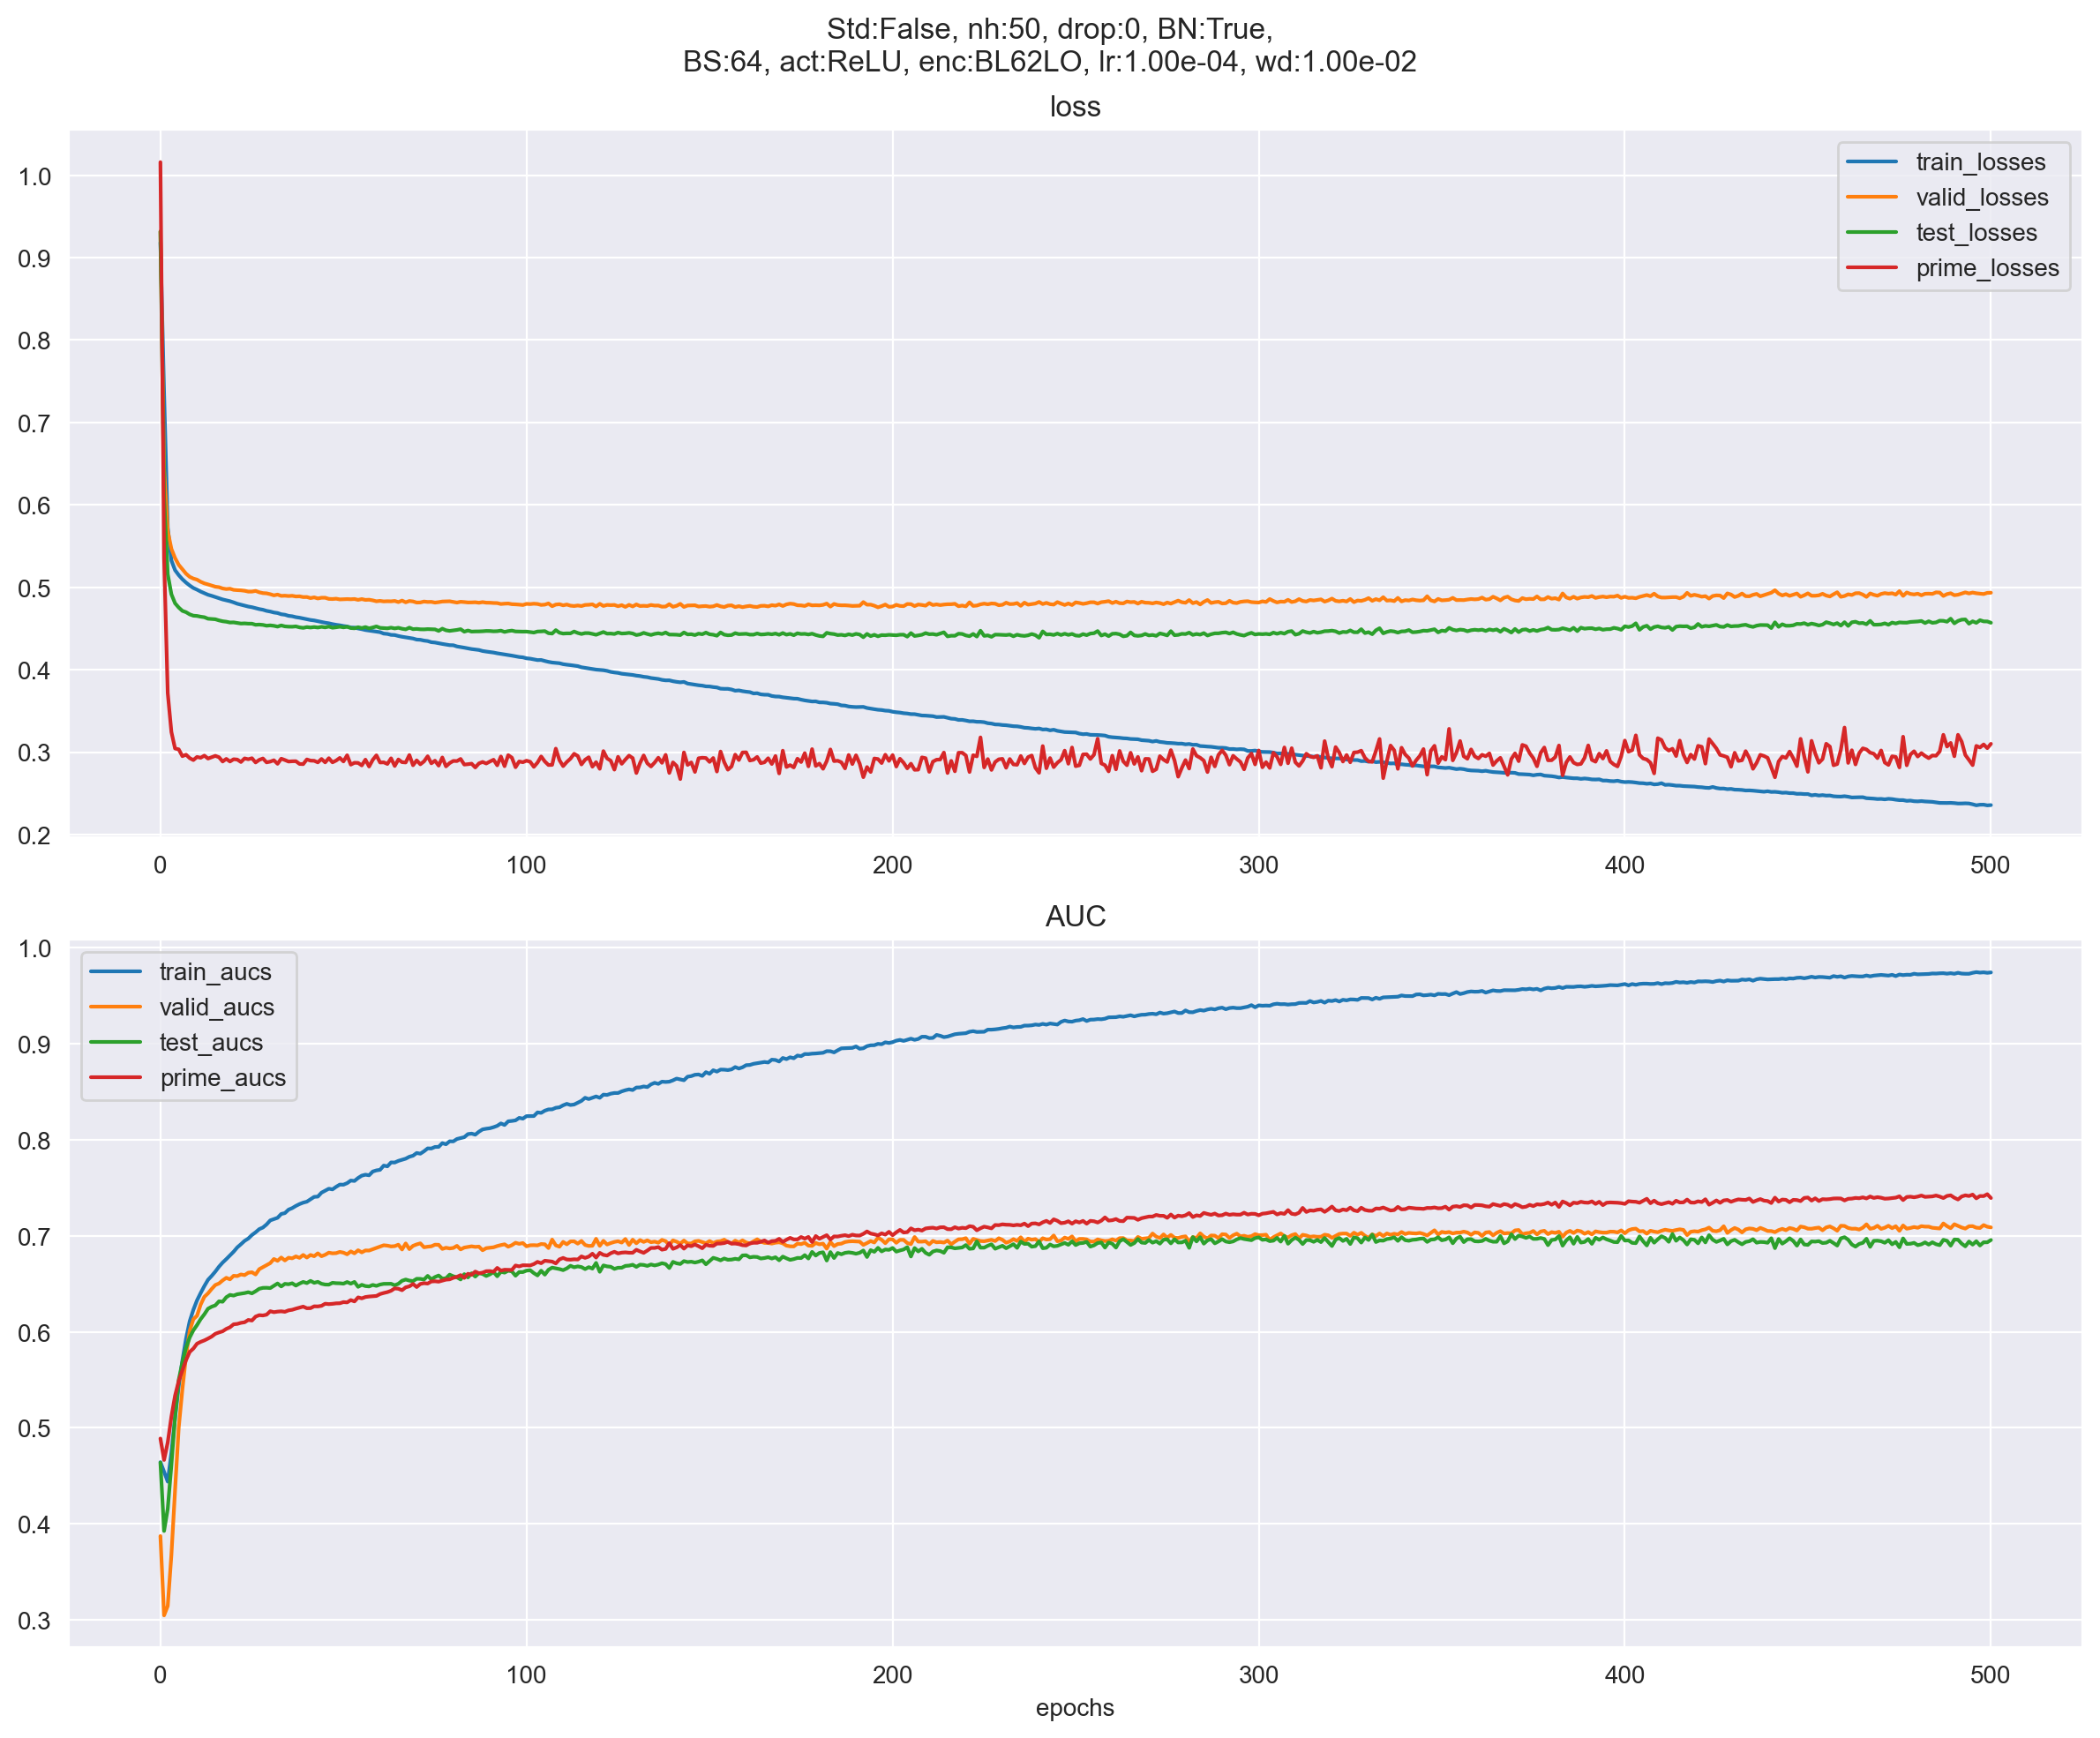 Std:False, nh:50, drop:0, BN:True,
BS:64, act:ReLU, enc:BL62LO, lr:1.00e-04, wd:1.00e-02
loss
1.0
0.9
0.8
0.7
0.6
0.5
0.4
0.3
0.2
train_losses
valid_losses
test_losses
prime_losses
0 100 200 300 400 500
AUC
1.0
0.9
0.8
0.7
0.6
0.5
0.4
0.3
train_aucs
valid_aucs
test_aucs
prime_aucs
0 100 200 300 400 500
epochs